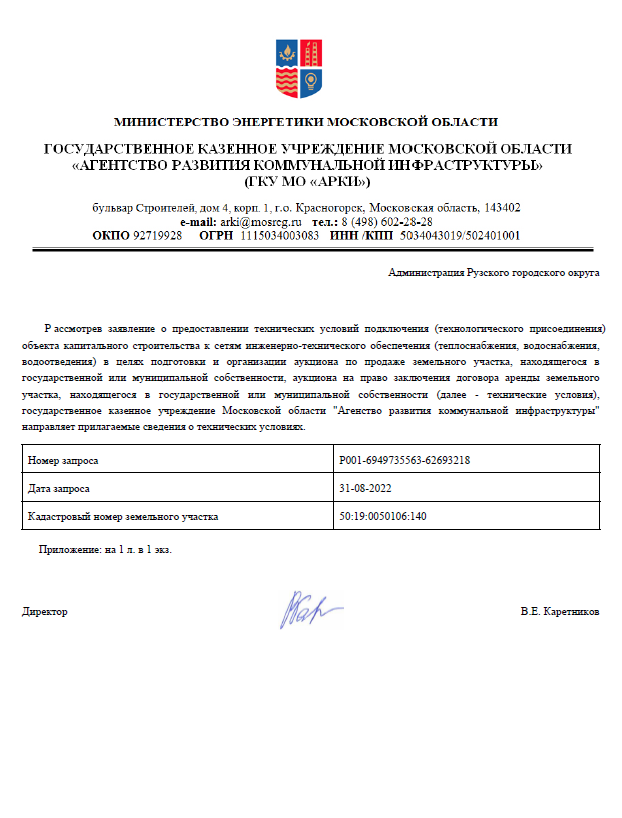 МИНИСТЕРСТВО ЭНЕРГЕТИКИ МОСКОВСКОЙ ОБЛАСТИ
ГОСУДАРСТВЕННОЕ КАЗЕННОЕ УЧРЕЖДЕНИЕ МОСКОВСКОЙ ОБЛАСТИ
«АГЕНТСТВО РАЗВИТИЯ КОММУНАЛЬНОЙ ИНФРАСТРУКТУРЫ»
(ГКУ МО «АРКИ»)
бульвар Строителей, дом 4, корп. 1, г.о. Красногорск, Московская область, 143402
e-mail: arki@mosreg.ru тел.: 8 (498) 602-28-28
ОКПО 92719928 ОГРН 1115034003083 ИНН /КПП 5034043019/502401001
Администрация Рузского городского округа
Рассмотрев заявление о предоставлении технических условий подключения (технологического присоединения)
объекта капитального строительства к сетям инженерно-технического обеспечения (теплоснабжения, водоснабжения,
водоотведения) в целях подготовки и организации аукциона по продаже земельного участка, находящегося в
государственной или муниципальной собственности, аукциона на право заключения договора аренды земельного
участка, находящегося в государственной или муниципальной собственности (далее - технические условия),
государственное казенное учреждение Московской области "Агенство развития коммунальной инфраструктуры"
направляет прилагаемые сведения о технических условиях.
Номер запроса P001-6949735563-62693218
Дата запроса 31-08-2022
Кадастровый номер земельного участка 50:19:0050106:140
Приложение: на 1 л. в 1 экз.
Директор В.Е. Каретников